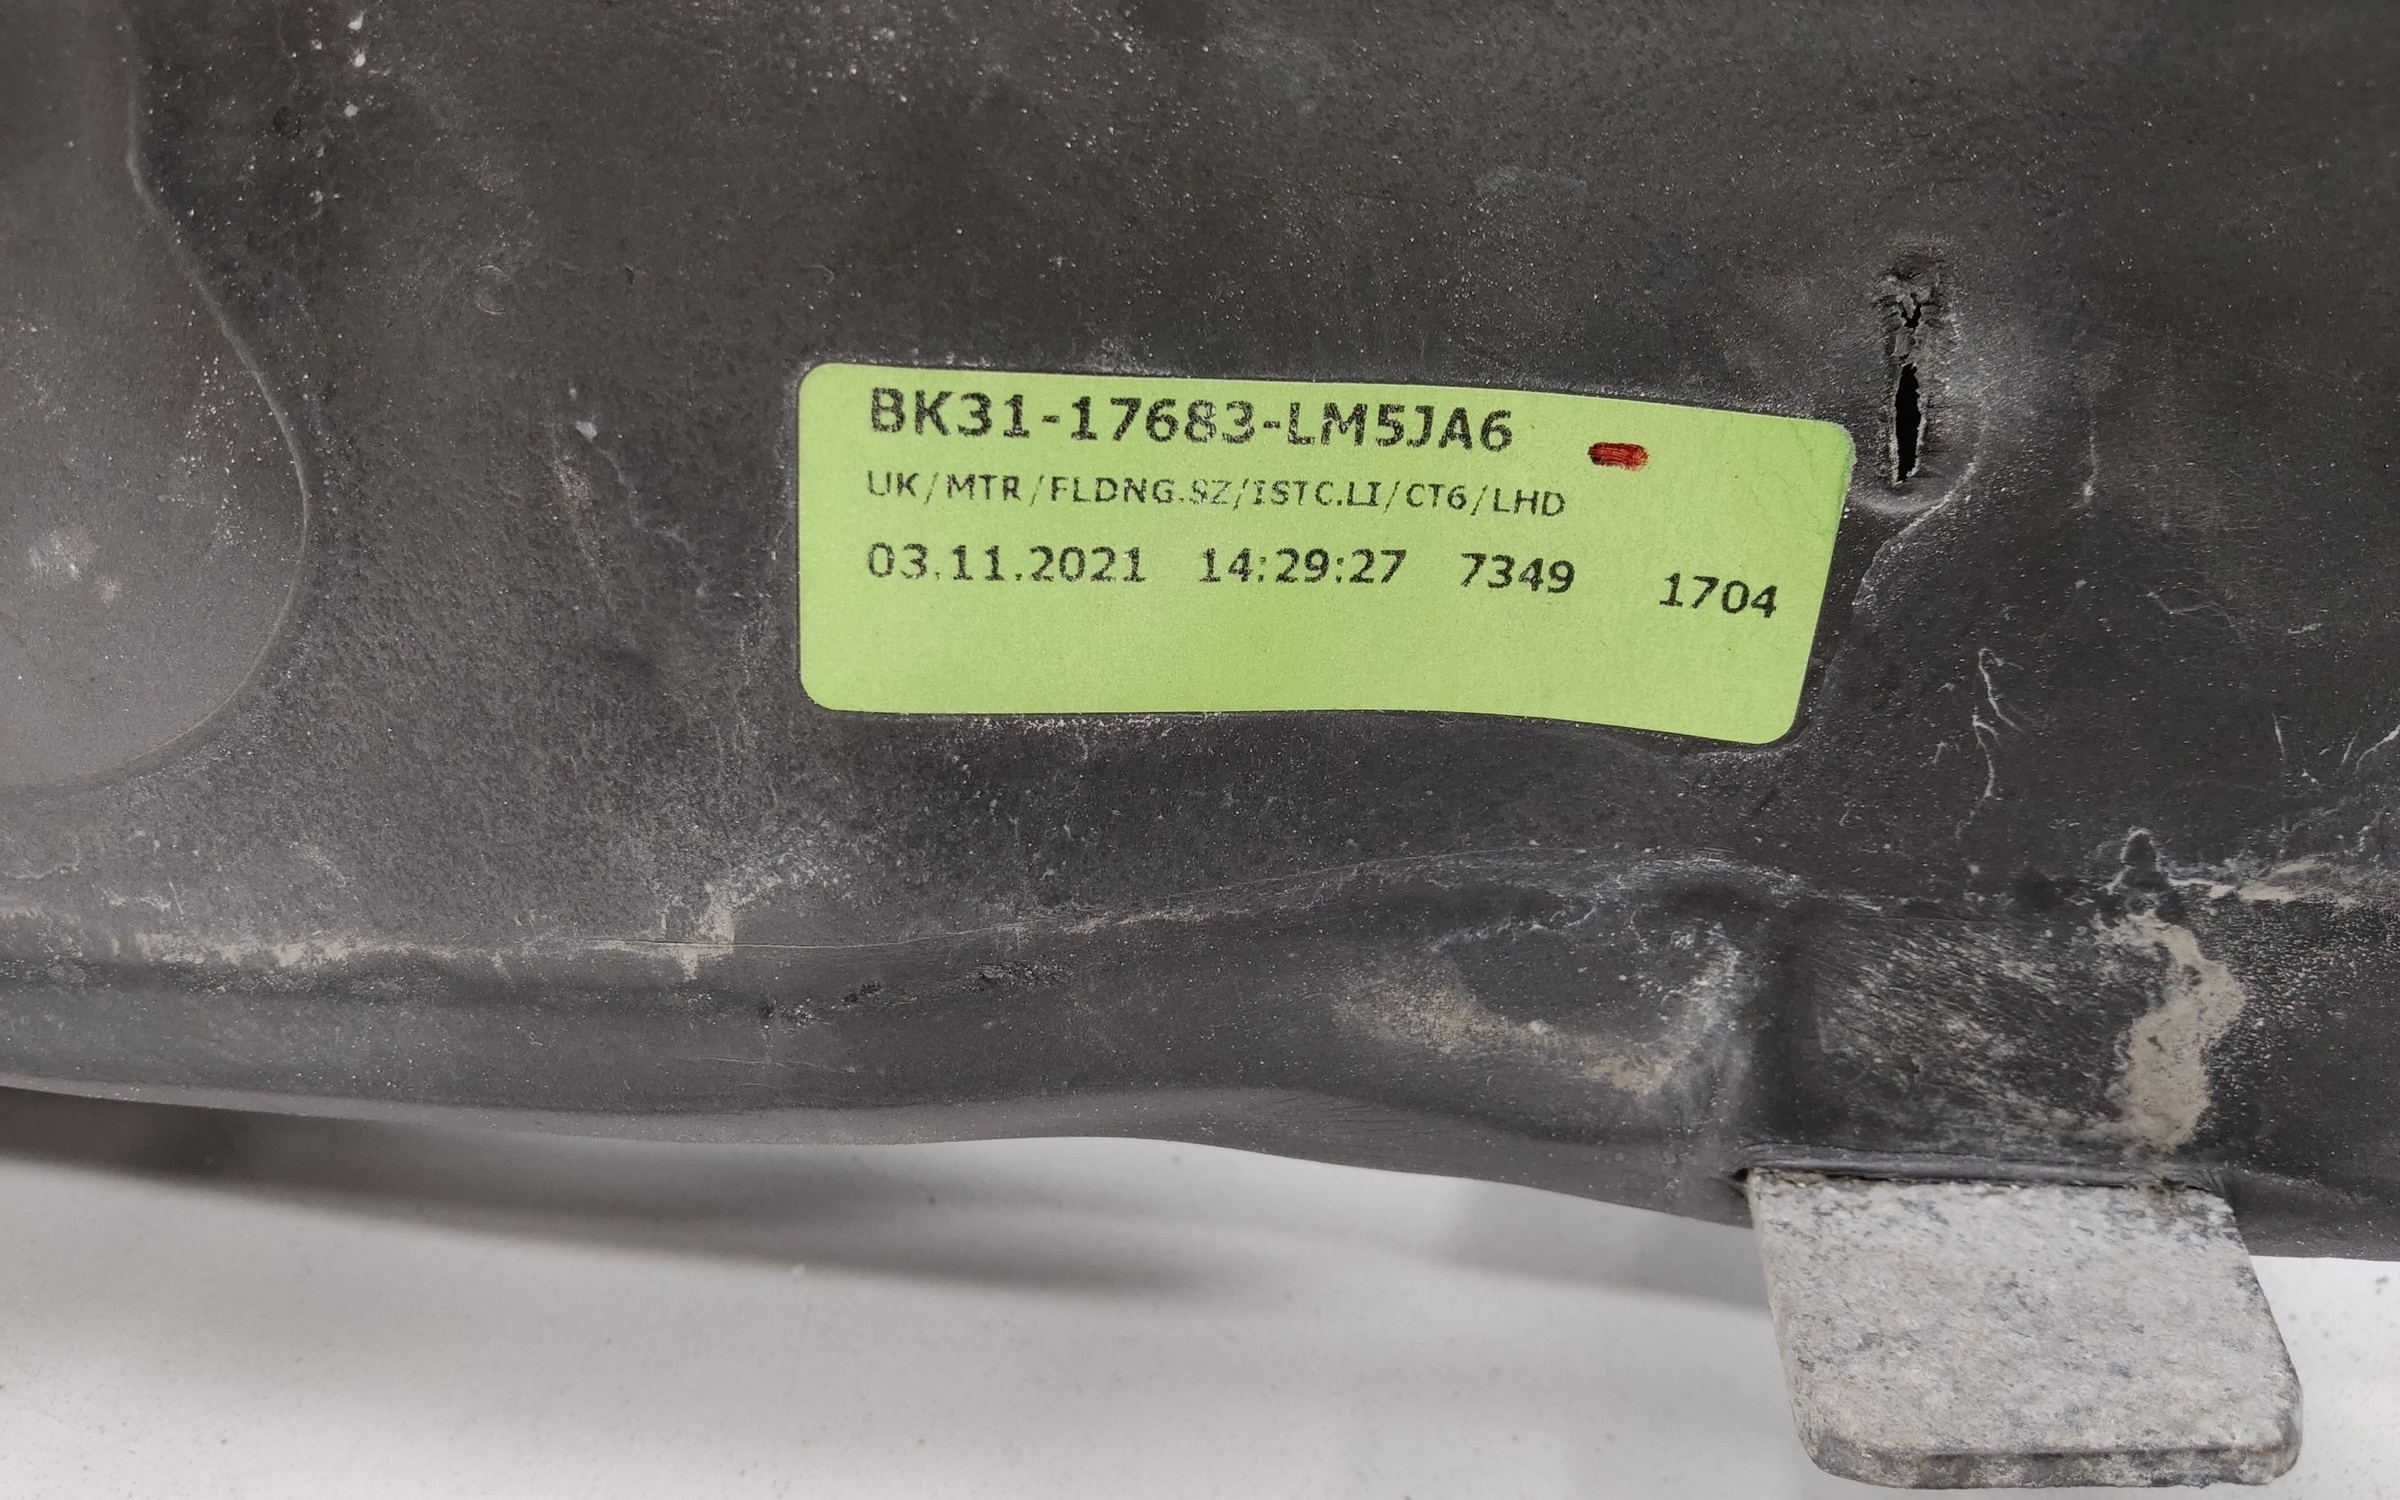 BK31-17683-LM5JA6
UK/MTR/FLDNG.SZ/ISTC.LI/CT6/LHD
03.11.2021 14:29:27 7349 1704